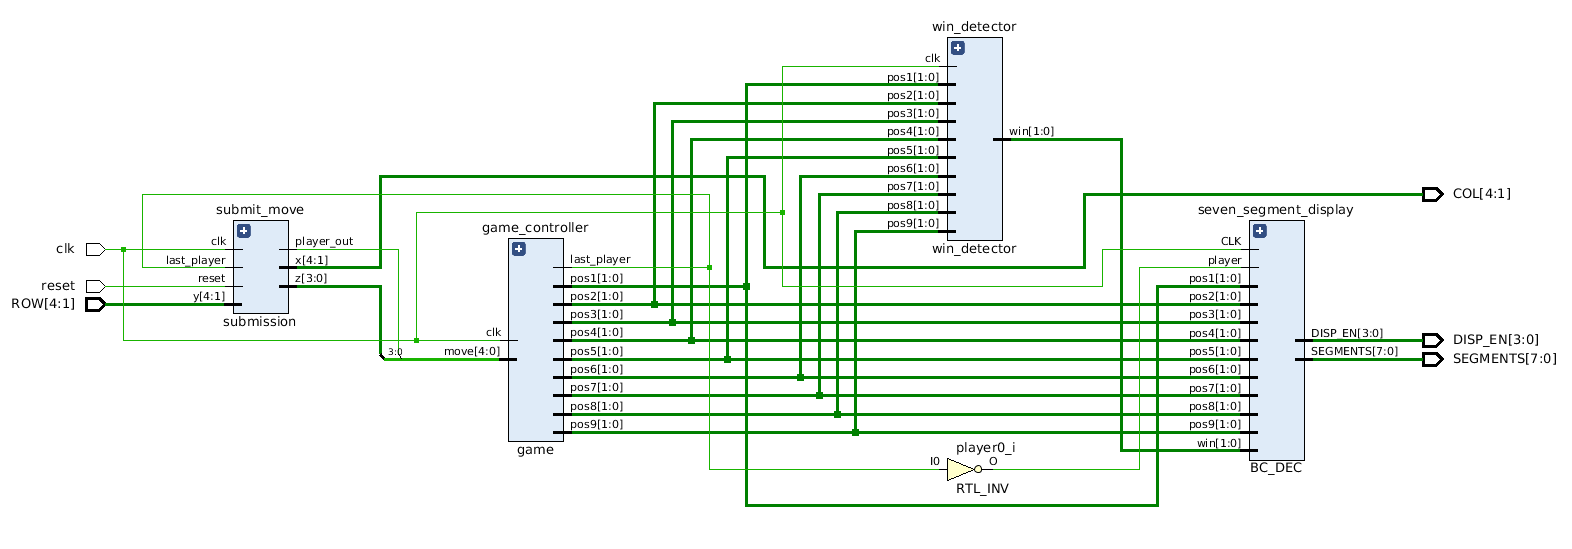 clk
reset
ROW[4:1]
submit_move
clk
last_player
reset
y[4:1]
player_out
x[4:1]
z[3:0]
submission
3:0
game_controller
clk
move[4:0]
last_player
pos1[1:0]
pos2[1:0]
pos3[1:0]
pos4[1:0]
pos5[1:0]
pos6[1:0]
pos7[1:0]
pos8[1:0]
pos9[1:0]
game
win_detector
clk
pos1[1:0]
pos2[1:0]
pos3[1:0]
pos4[1:0]
pos5[1:0]
pos6[1:0]
pos7[1:0]
pos8[1:0]
pos9[1:0]
win[1:0]
win_detector
player0_i
I0
O
RTL_INV
seven_segment_display
CLK
player
pos1[1:0]
pos2[1:0]
pos3[1:0]
pos4[1:0]
pos5[1:0]
pos6[1:0]
pos7[1:0]
pos8[1:0]
pos9[1:0]
win[1:0]
DISP_EN[3:0]
SEGMENTS[7:0]
BC_DEC
COL[4:1]
DISP_EN[3:0]
SEGMENTS[7:0]